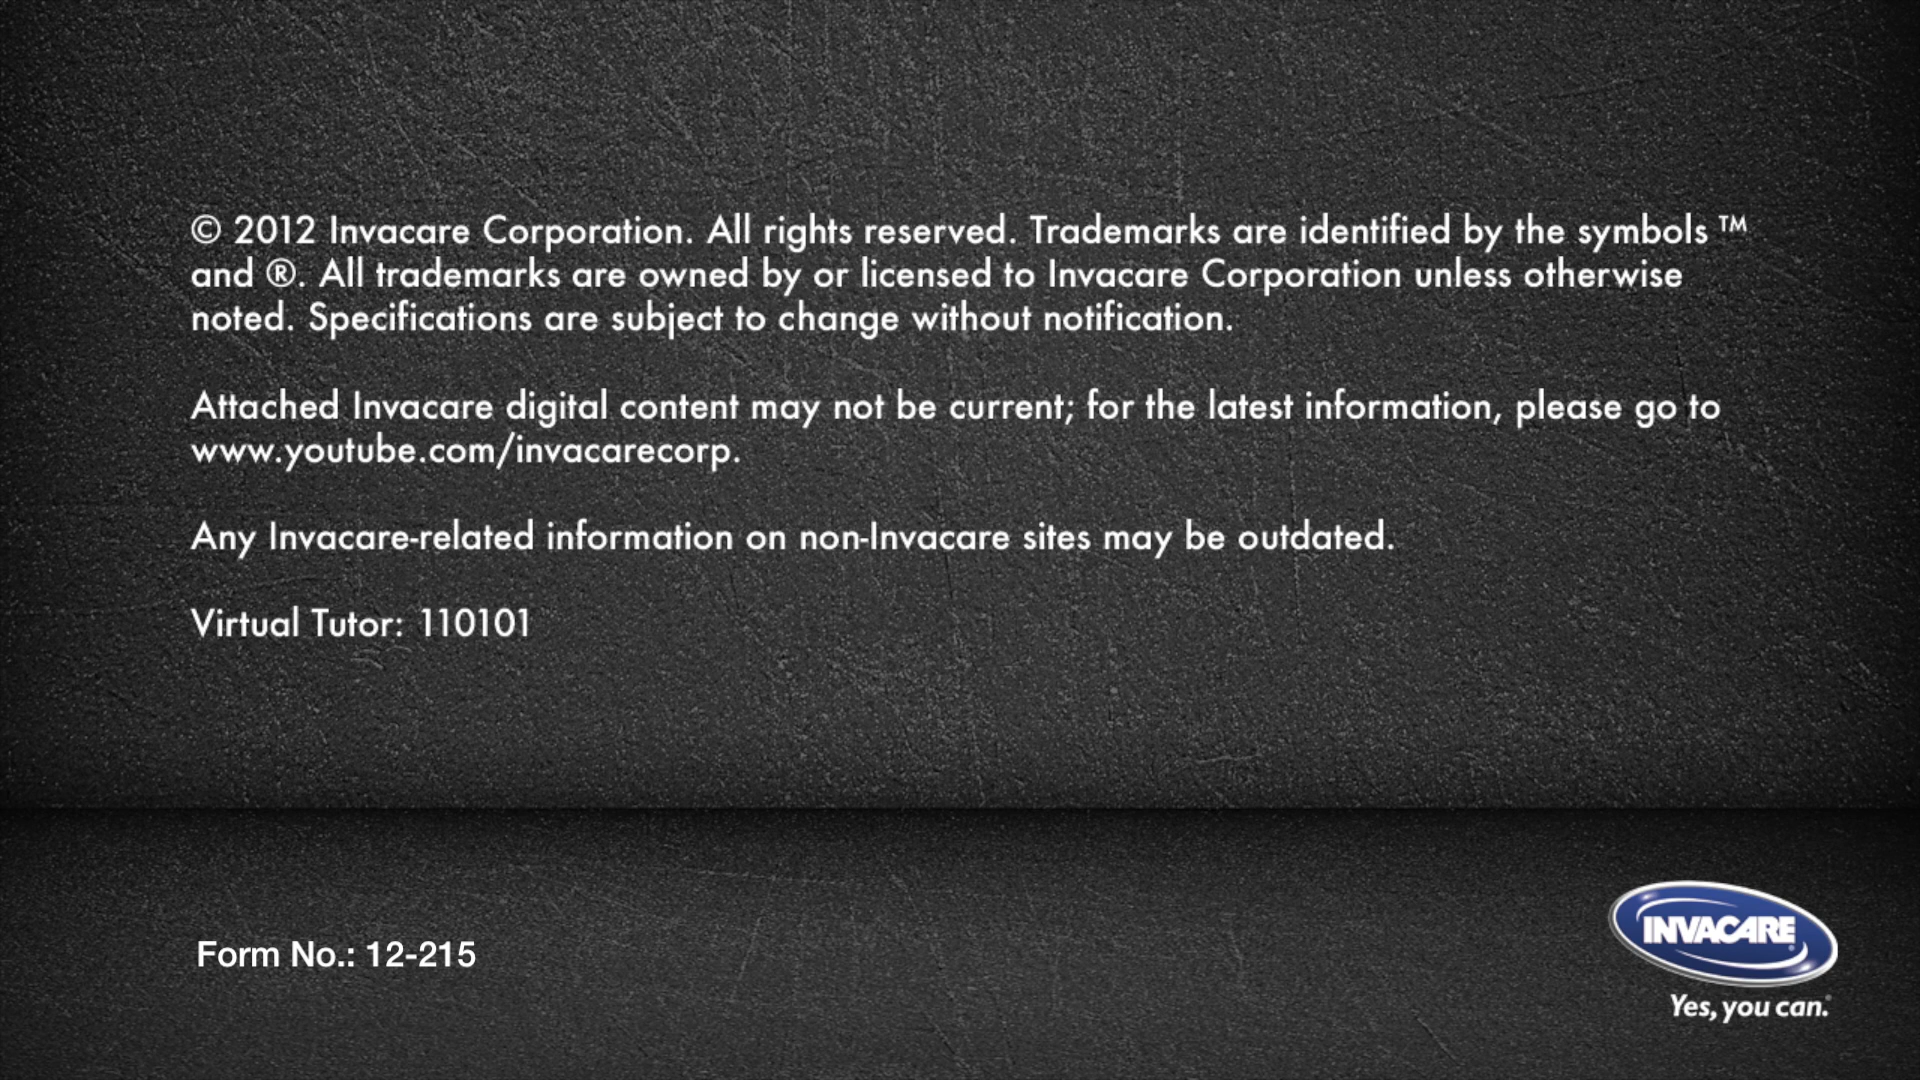 © 2012 Invacare Corporation. All rights reserved. Trademarks are identified by the symbols ™
and ®. All trademarks are owned by or licensed to Invacare Corporation unless otherwise
noted. Specifications are subject to change without notification.
Attached Invacare digital content may not be current; for the latest information, please go to
www.youtube.com/invacarecorp.
Any Invacare-related information on non-Invacare sites may be outdated.
Virtual Tutor: 110101
Form No.: 12-215
INVACARE®
Yes, you can.®